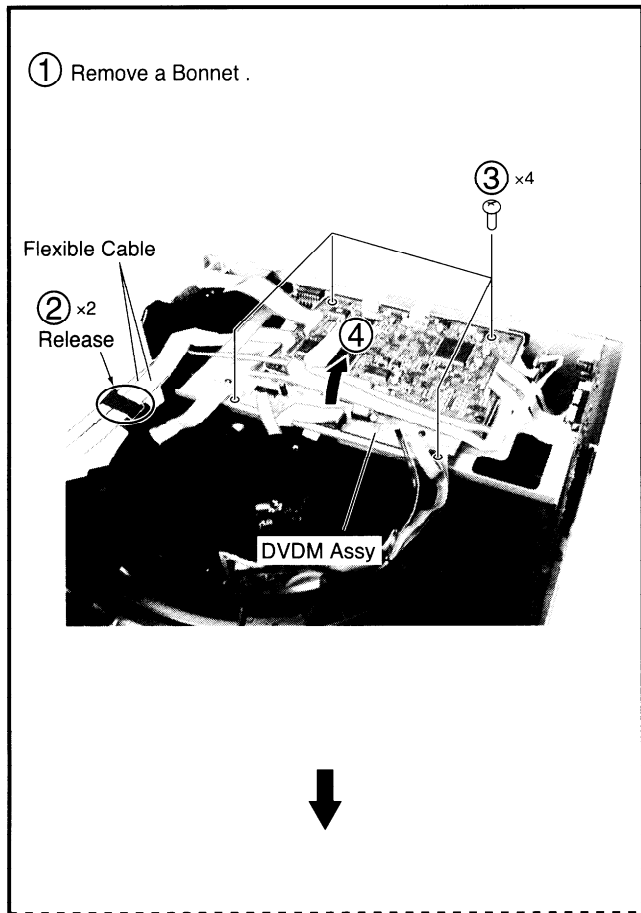 ① Remove a Bonnet .
③ ×4
Flexible Cable
② ×2
Release
④
DVDM Assy